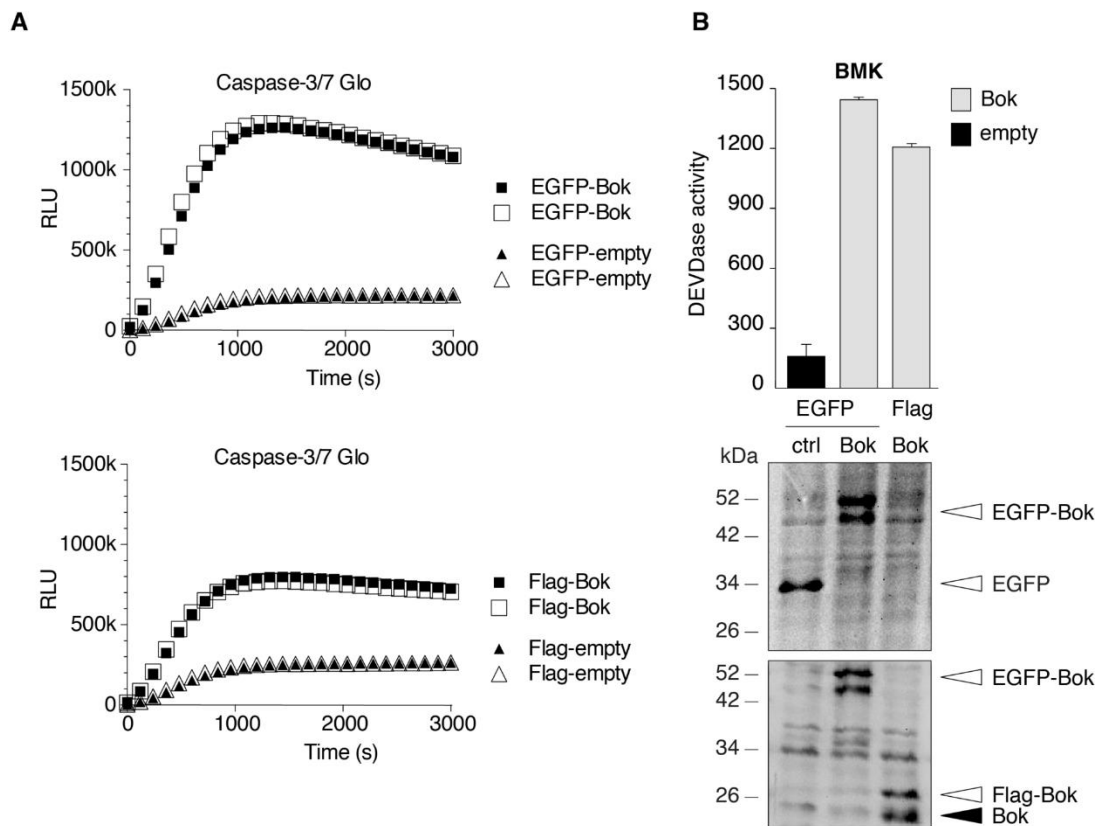 A
Caspase-3/7 Glo
1500k
1000k
500k
0
RLU
0 1000 2000 3000
Time (s)
EGFP-Bok
EGFP-Bok
EGFP-empty
EGFP-empty
Caspase-3/7 Glo
1500k
1000k
500k
0
RLU
0 1000 2000 3000
Time (s)
Flag-Bok
Flag-Bok
Flag-empty
Flag-empty
B
BMK
Bok
empty
1500
1200
900
600
300
0
DEVDase activity
EGFP Flag
ctrl Bok Bok
kDa
52
42
34
26
EGFP-Bok
EGFP
52
42
34
26
EGFP-Bok
Flag-Bok
Bok